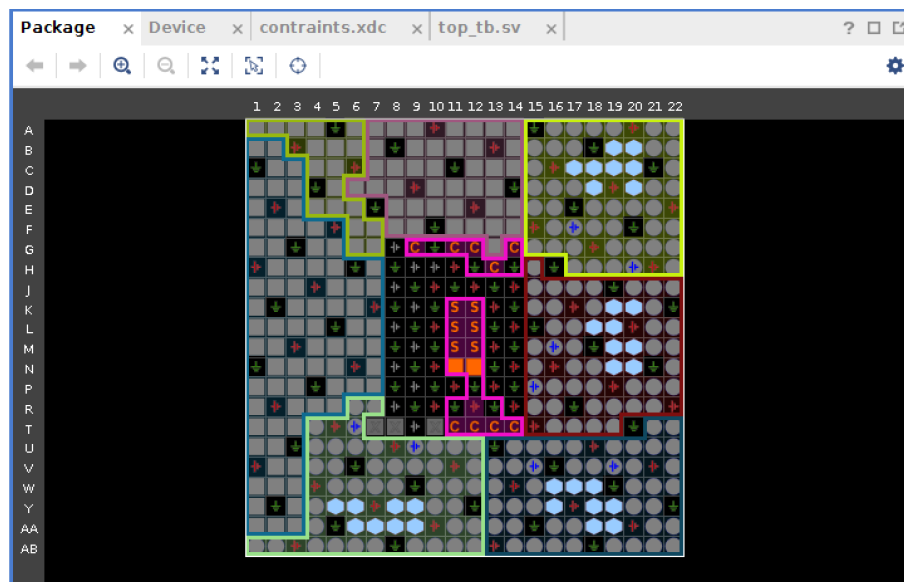 Package × Device × contraints.xdc × top_tb.sv × ?
1 2 3 4 5 6 7 8 9 10 11 12 13 14 15 16 17 18 19 20 21 22
A
B
C
D
E
F
G C C C C
H C
J
K S S
L S S
M S S
N
P
R
T C C C C
U
V
W
Y
AA
AB